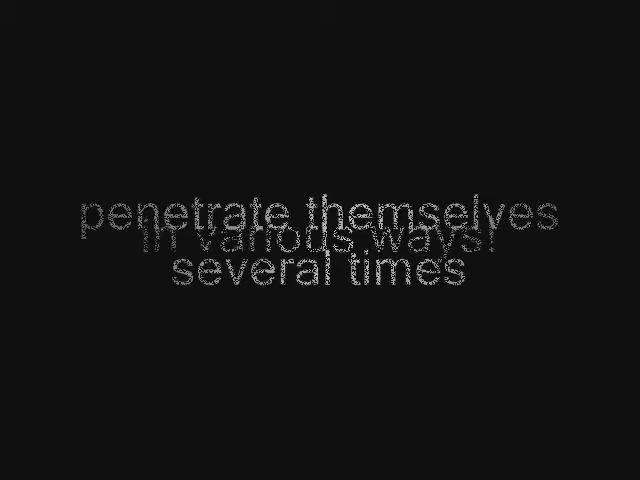 penetrate themselves
in various ways!
several times